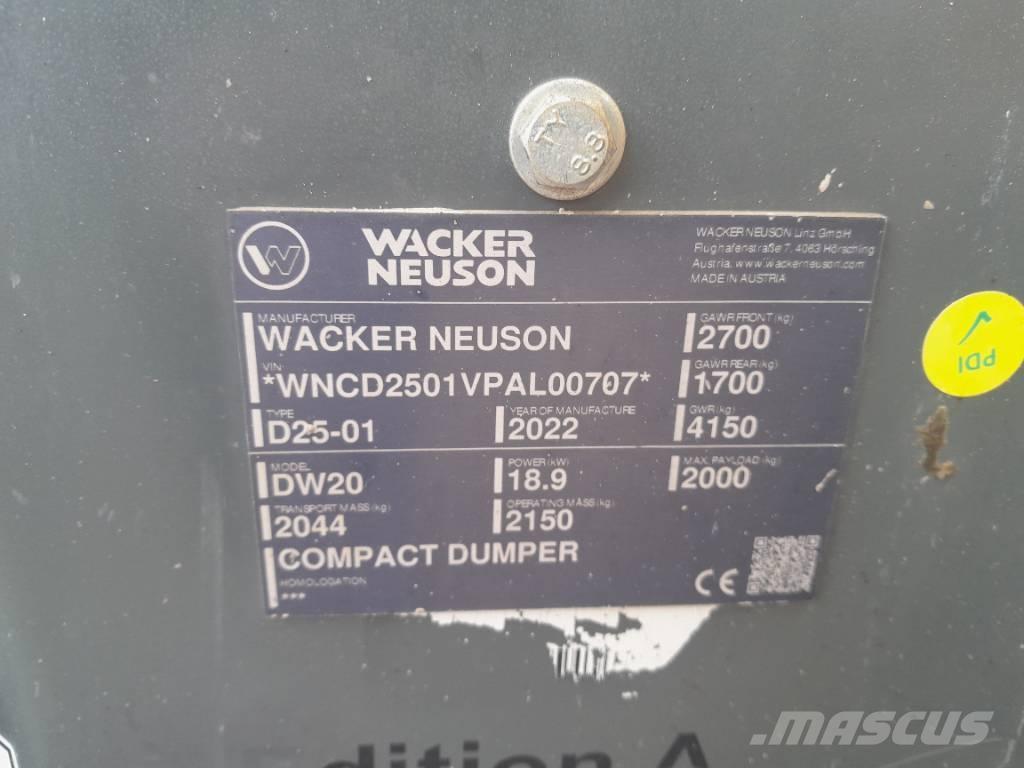 TY
8.8
WACKER
NEUSON
WACKER NEUSON Linz GmbH
Flughafenstraße 7, 4063 Hörsching
Austria, www.wackerneuson.com
MADE IN AUSTRIA
MANUFACTURER
WACKER NEUSON
GAWR FRONT (kg)
2700
VIN
*WNCD2501VPAL00707*
GAWR REAR (kg)
1700
TYPE
D25-01
YEAR OF MANUFACTURE
2022
GWR (kg)
4150
MODEL
DW20
POWER (kW)
18.9
MAX. PAYLOAD (kg)
2000
TRANSPORT MASS (kg)
2044
OPERATING MASS (kg)
2150
COMPACT DUMPER
HOMOLOGATION
***
CE
PDI
dition A
MASCUS